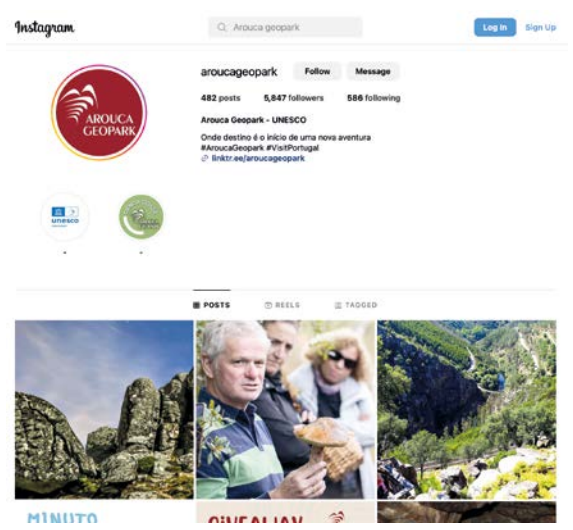 Instagram
Arouca geopark
Log In
Sign Up
AROUCA
GEOPARK
aroucageopark
Follow
Message
482 posts
5,847 followers
586 following
Arouca Geopark - UNESCO
Onde destino é o início de uma nova aventura
#AroucaGeopark #VisitPortugal
linktr.ee/aroucageopark
unesco
POSTS
REELS
TAGGED
MINUTO
GIVEAWAY